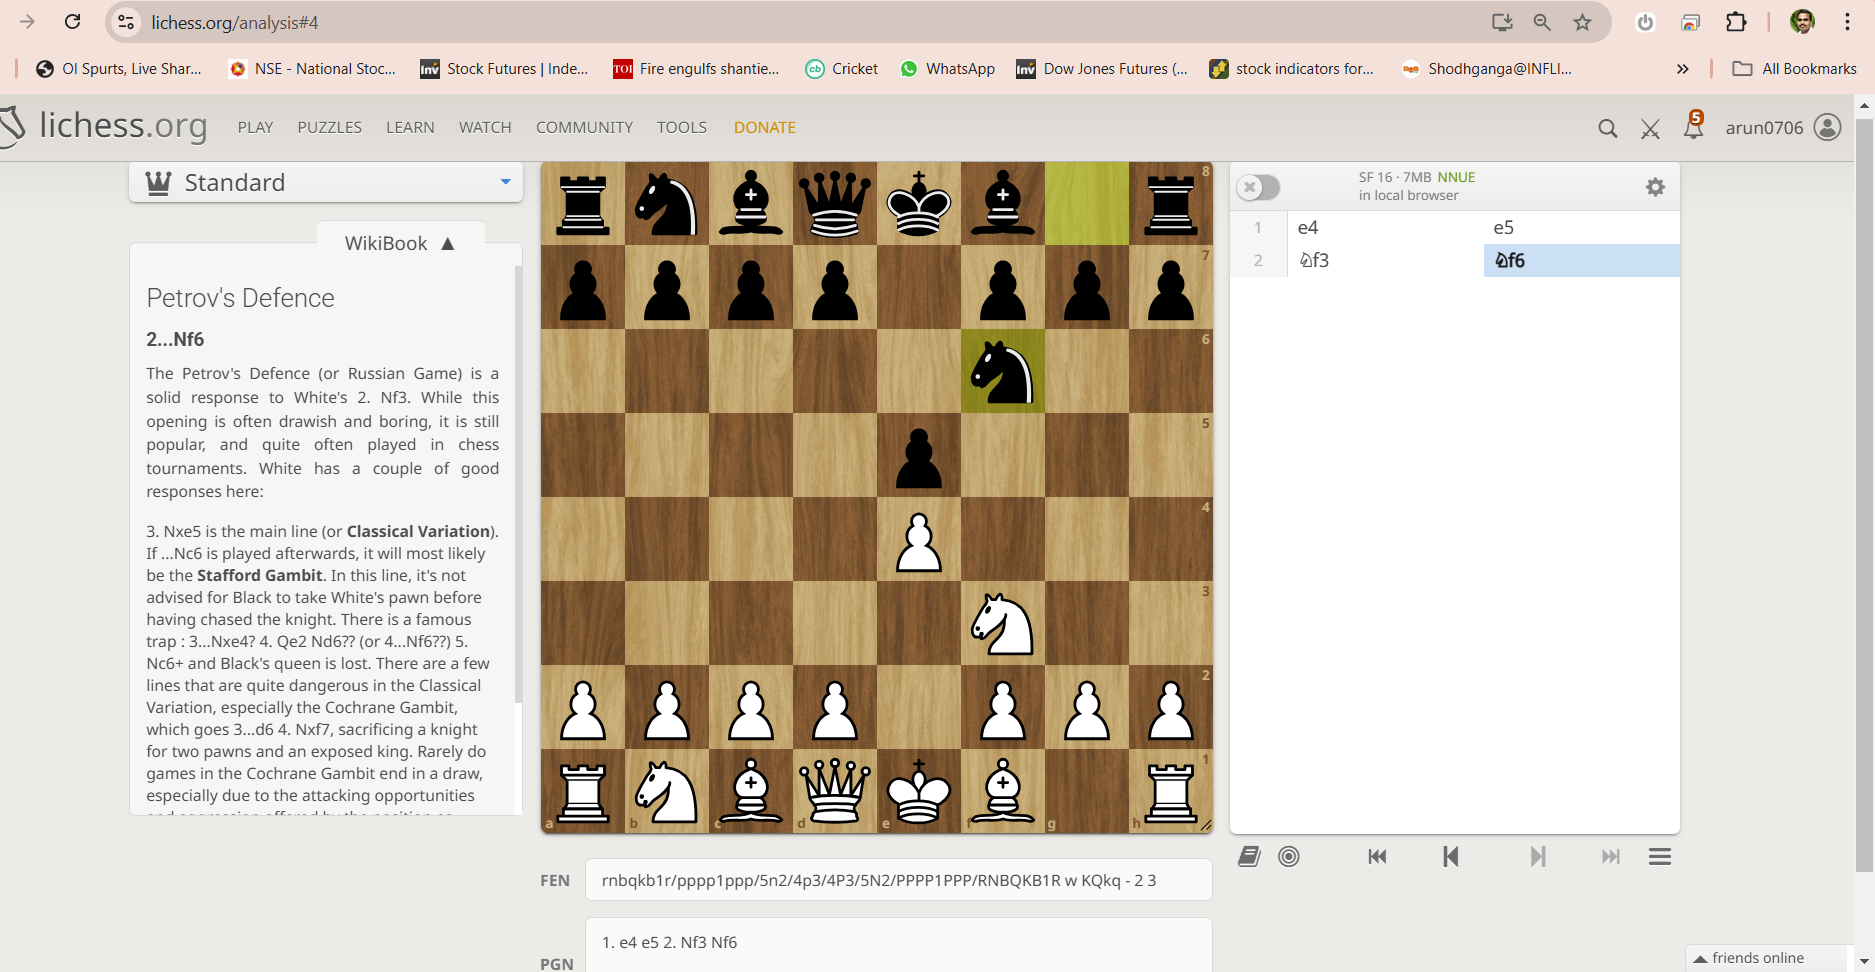 lichess.org/analysis#4
OI Spurts, Live Shar...
NSE - National Stoc...
Stock Futures | Inde...
TOI
Fire engulfs shantie...
cb
Cricket
WhatsApp
Inv
Dow Jones Futures (...
stock indicators for...
Shodhganga@INFLI...
»
All Bookmarks
lichess.org
PLAY
PUZZLES
LEARN
WATCH
COMMUNITY
TOOLS
DONATE
5
arun0706
Standard
WikiBook ▲
Petrov's Defence
2...Nf6
The Petrov's Defence (or Russian Game) is a
solid response to White's 2. Nf3. While this
opening is often drawish and boring, it is still
popular, and quite often played in chess
tournaments. White has a couple of good
responses here:
3. Nxe5 is the main line (or Classical Variation).
If ...Nc6 is played afterwards, it will most likely
be the Stafford Gambit. In this line, it's not
advised for Black to take White's pawn before
having chased the knight. There is a famous
trap : 3...Nxe4? 4. Qe2 Nd6?? (or 4...Nf6??) 5.
Nc6+ and Black's queen is lost. There are a few
lines that are quite dangerous in the Classical
Variation, especially the Cochrane Gambit,
which goes 3...d6 4. Nxf7, sacrificing a knight
for two pawns and an exposed king. Rarely do
games in the Cochrane Gambit end in a draw,
especially due to the attacking opportunities
8
7
6
5
4
3
2
1
a b c d e f g h
SF 16 · 7MB NNUE
in local browser
1 e4 e5
2 ♘f3 ♞f6
FEN
rnbqkb1r/pppp1ppp/5n2/4p3/4P3/5N2/PPPP1PPP/RNBQKB1R w KQkq - 2 3
PGN
1. e4 e5 2. Nf3 Nf6
friends online